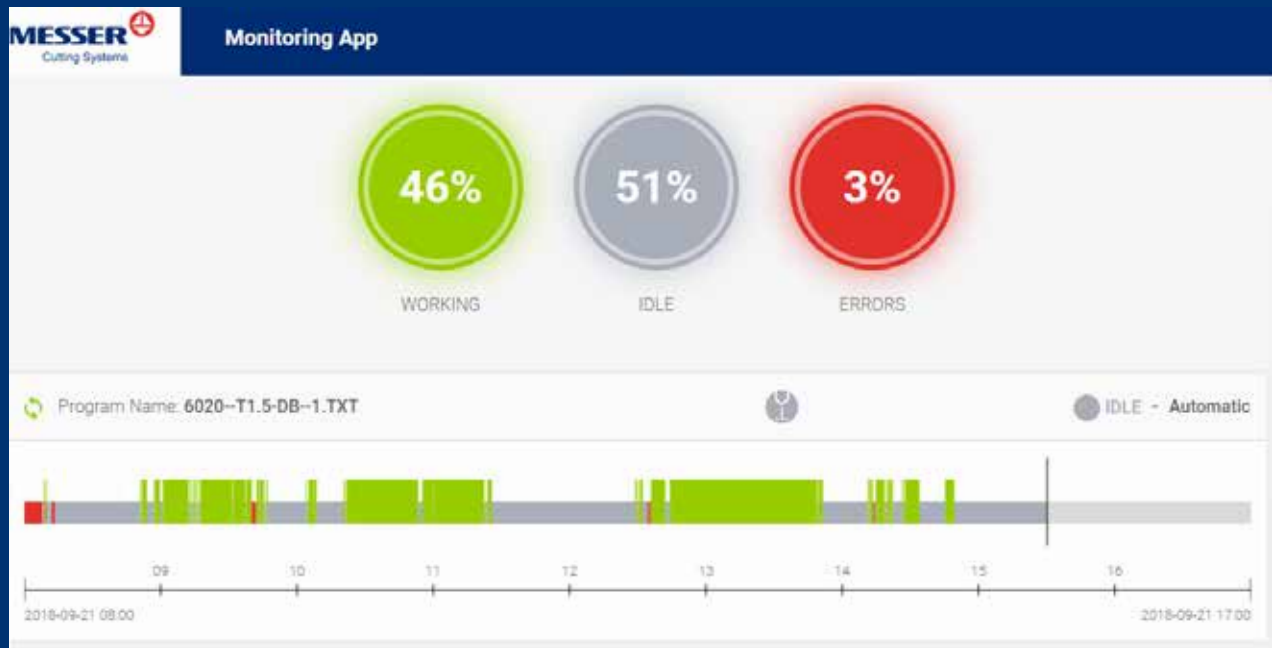 MESSER
Cutting Systems
Monitoring App
46%
51%
3%
WORKING
IDLE
ERRORS
Program Name: 6020--T1.5-DB--1.TXT
IDLE - Automatic
09 10 11 12 13 14 15 16
2018-09-21 08:00
2018-09-21 17:00